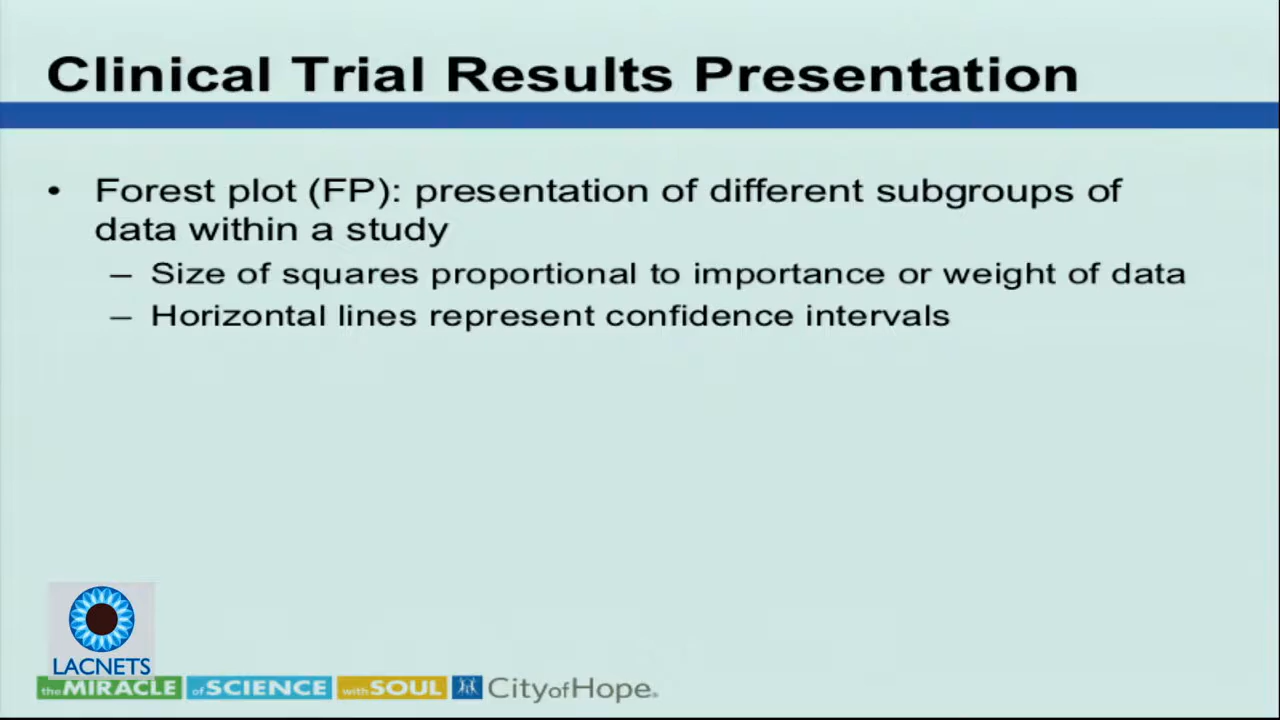 Clinical Trial Results Presentation
• Forest plot (FP): presentation of different subgroups of
data within a study
– Size of squares proportional to importance or weight of data
– Horizontal lines represent confidence intervals
LACNETS
the MIRACLE of SCIENCE with SOUL City of Hope®